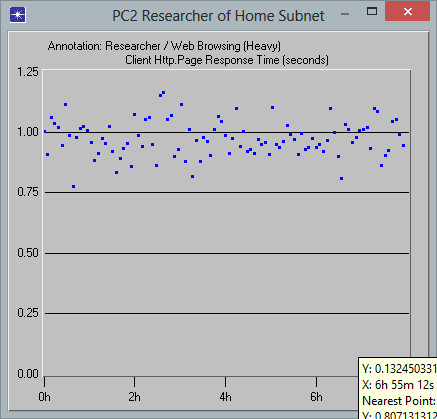 PC2 Researcher of Home Subnet
Annotation: Researcher / Web Browsing (Heavy)
Client Http.Page Response Time (seconds)
1.25
1.00
0.75
0.50
0.25
0.00
0h 2h 4h 6h
Y: 0.132450331
X: 6h 55m 12s
Nearest Point:
Y: 0.807131312